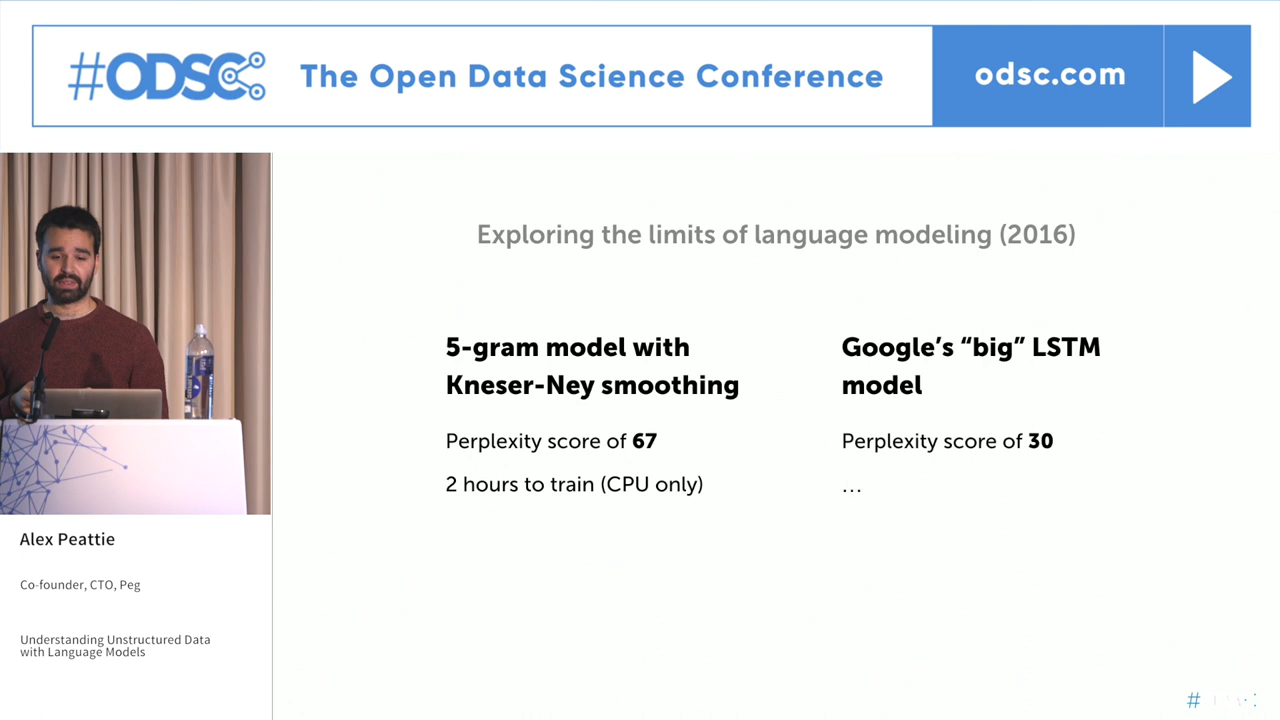 #ODSC
The Open Data Science Conference
odsc.com
Exploring the limits of language modeling (2016)
5-gram model with
Kneser-Ney smoothing
Perplexity score of 67
2 hours to train (CPU only)
Google's “big” LSTM
model
Perplexity score of 30
...
Alex Peattie
Co-founder, CTO, Peg
Understanding Unstructured Data
with Language Models
#